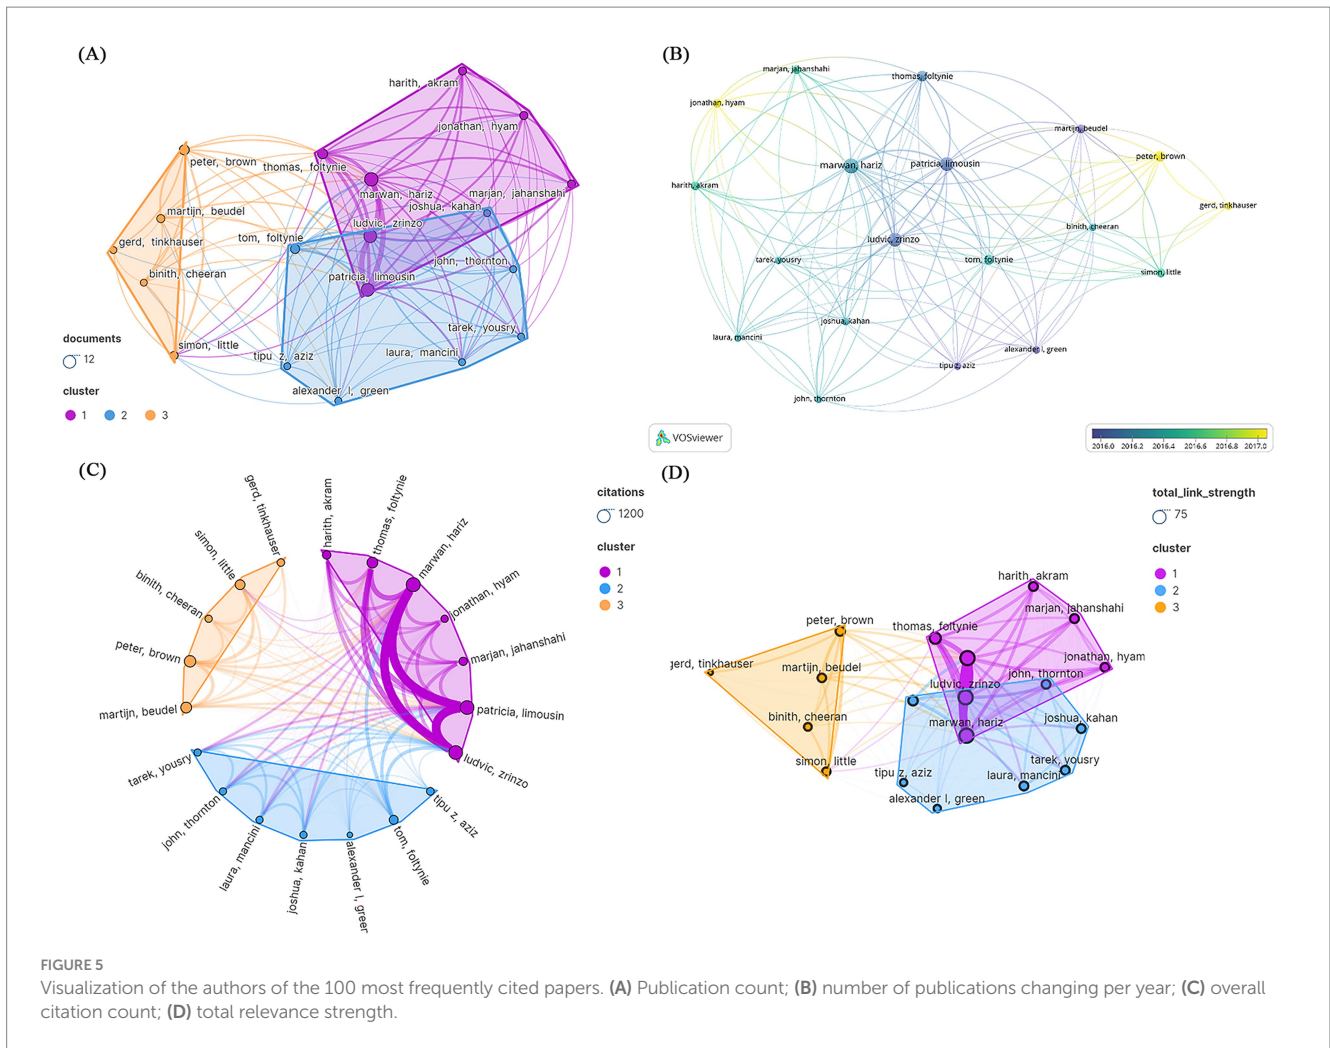 (A)
harith, akram
jonathan, hyam
peter, brown
thomas, foltynie
marwan, hariz
marjan, jahanshahi
joshua, kahan
martijn, beudel
ludvic, zrinzo
tom, foltynie
gerd, tinkhauser
john, thornton
binith, cheeran
patricia, limousin
tarek, yousry
simon, little
laura, mancini
tipu z, aziz
alexander l, green
documents
12
cluster
1 2 3
(B)
marjan, jahanshahi
thomas, foltynie
jonathan, hyam
martijn, beudel
peter, brown
marwan, hariz
patricia, limousin
harith, akram
gerd, tinkhauser
binith, cheeran
ludvic, zrinzo
tarek, yousry
tom, foltynie
simon, little
joshua, kahan
laura, mancini
alexander l, green
tipu z, aziz
john, thornton
VOSviewer
2016.0 2016.2 2016.4 2016.6 2016.8 2017.0
(C)
gerd, tinkhauser
harith, akram
thomas, foltynie
marwan, hariz
simon, little
jonathan, hyam
binith, cheeran
marjan, jahanshahi
peter, brown
patricia, limousin
martijn, beudel
ludvic, zrinzo
tarek, yousry
tipu z, aziz
john, thornton
tom, foltynie
laura, mancini
joshua, kahan
alexander l, greer
citations
1200
cluster
1
2
3
(D)
total_link_strength
75
cluster
1
2
3
harith, akram
marjan, jahanshahi
peter, brown
thomas, foltynie
jonathan, hyam
gerd, tinkhauser
martijn, beudel
john, thornton
ludvic, zrinzo
binith, cheeran
marwan, hariz
joshua, kahan
simon, little
tarek, yousry
tipu z, aziz
laura, mancini
alexander l, green
FIGURE 5
Visualization of the authors of the 100 most frequently cited papers. (A) Publication count; (B) number of publications changing per year; (C) overall
citation count; (D) total relevance strength.